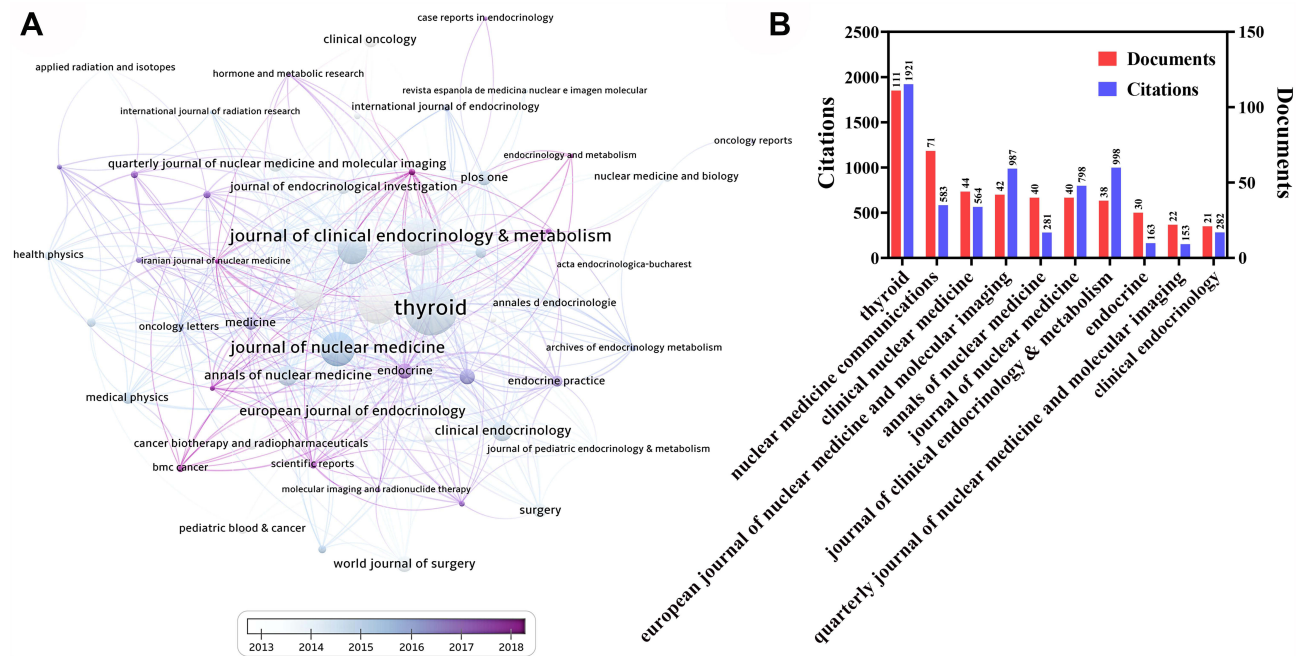 A
case reports in endocrinology
clinical oncology
applied radiation and isotopes
hormone and metabolic research
revista espanola de medicina nuclear e imagen molecular
international journal of radiation research
international journal of endocrinology
oncology reports
endocrinology and metabolism
quarterly journal of nuclear medicine and molecular imaging
plos one
nuclear medicine and biology
journal of endocrinological investigation
journal of clinical endocrinology & metabolism
health physics
iranian journal of nuclear medicine
acta endocrinologica-bucharest
thyroid
annales d endocrinologie
oncology letters
medicine
journal of nuclear medicine
archives of endocrinology metabolism
annals of nuclear medicine
endocrine
endocrine practice
medical physics
european journal of endocrinology
clinical endocrinology
cancer biotherapy and radiopharmaceuticals
journal of pediatric endocrinology & metabolism
bmc cancer
scientific reports
molecular imaging and radionuclide therapy
surgery
pediatric blood & cancer
world journal of surgery
2013 2014 2015 2016 2017 2018
B
Citations
2500
2000
1500
1000
500
0
Documents
150
100
50
0
Documents
Citations
111 1921
71 583
44 564
42 987
40 281
40 798
38 998
30 163
22 153
21 282
thyroid
nuclear medicine communications
clinical nuclear medicine
european journal of nuclear medicine and molecular imaging
annals of nuclear medicine
journal of nuclear medicine
journal of clinical endocrinology & metabolism
endocrine
quarterly journal of nuclear medicine and molecular imaging
clinical endocrinology